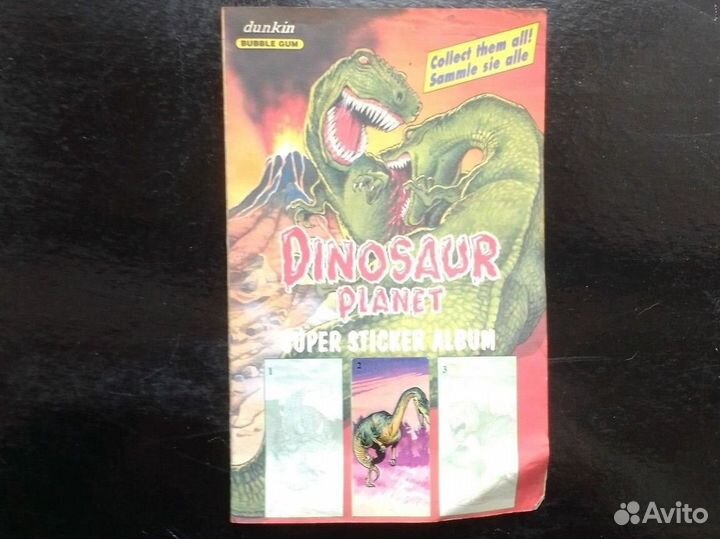 dunkin
BUBBLE GUM
Collect them all!
Sammle sie alle
DINOSAUR
PLANET
SUPER STICKER ALBUM
1
2
3
Avito